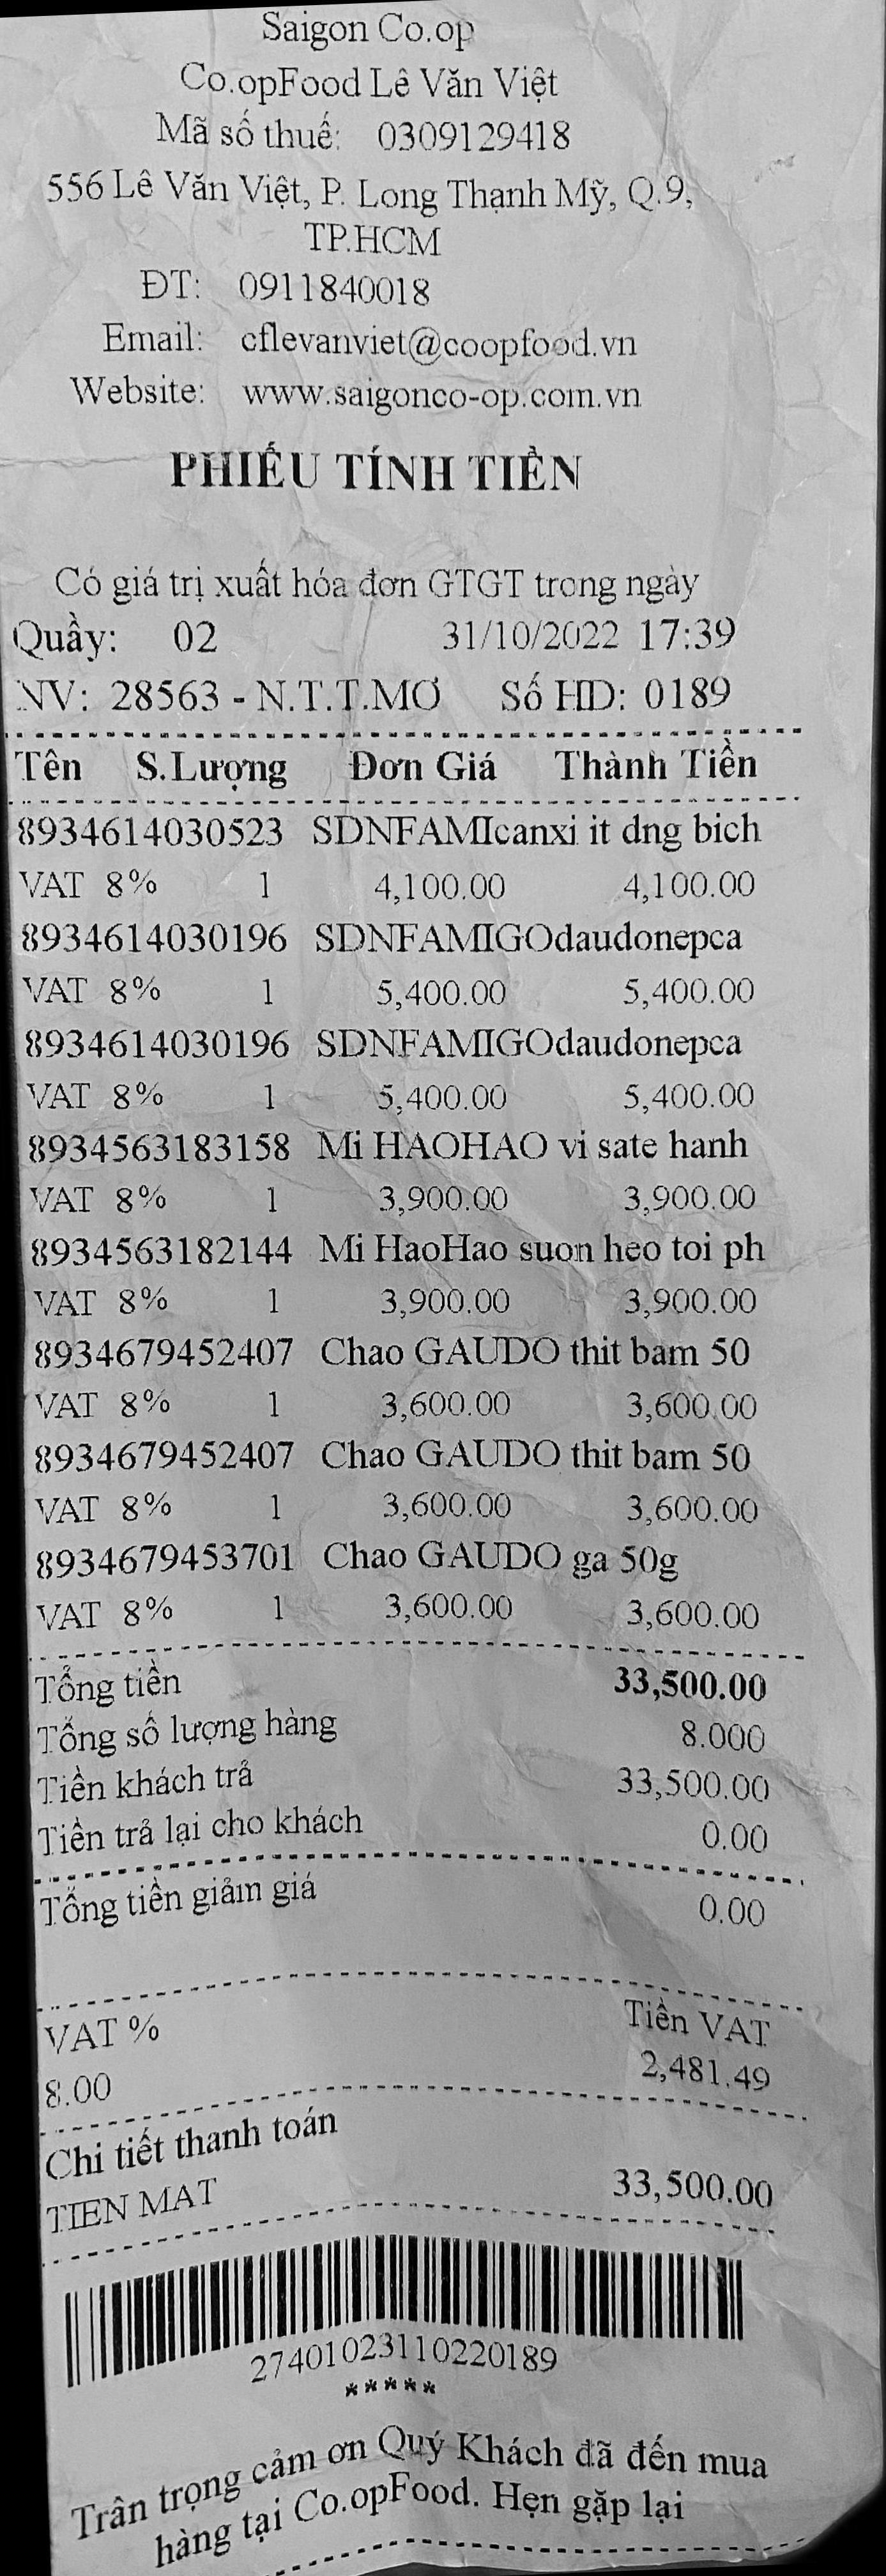 Saigon Co.op
Co.opFood Lê Văn Việt
Mã số thuế: 0309129418
556 Lê Văn Việt, P. Long Thạnh Mỹ, Q.9,
TP.HCM
ĐT: 0911840018
Email: cflevanviet@coopfood.vn
Website: www.saigonco-op.com.vn
PHIẾU TÍNH TIỀN
Có giá trị xuất hóa đơn GTGT trong ngày
Quầy: 02 31/10/2022 17:39
NV: 28563 - N.T.T.MƠ Số HD: 0189
Tên S.Lượng Đơn Giá Thành Tiền
8934614030523 SDNFAMIcanxi it dng bich
VAT 8% 1 4,100.00 4,100.00
8934614030196 SDNFAMIGOdaudonepca
VAT 8% 1 5,400.00 5,400.00
8934614030196 SDNFAMIGOdaudonepca
VAT 8% 1 5,400.00 5,400.00
8934563183158 Mi HAOHAO vi sate hanh
VAT 8% 1 3,900.00 3,900.00
8934563182144 Mi HaoHao suon heo toi ph
VAT 8% 1 3,900.00 3,900.00
8934679452407 Chao GAUDO thit bam 50
VAT 8% 1 3,600.00 3,600.00
8934679452407 Chao GAUDO thit bam 50
VAT 8% 1 3,600.00 3,600.00
8934679453701 Chao GAUDO ga 50g
VAT 8% 1 3,600.00 3,600.00
Tổng tiền 33,500.00
Tổng số lượng hàng 8.000
Tiền khách trả 33,500.00
Tiền trả lại cho khách 0.00
Tổng tiền giảm giá 0.00
VAT % Tiền VAT
8.00 2,481.49
Chi tiết thanh toán
TIEN MAT 33,500.00
27401023110220189
*****
Trân trọng cảm ơn Quý Khách đã đến mua
hàng tại Co.opFood. Hẹn gặp lại